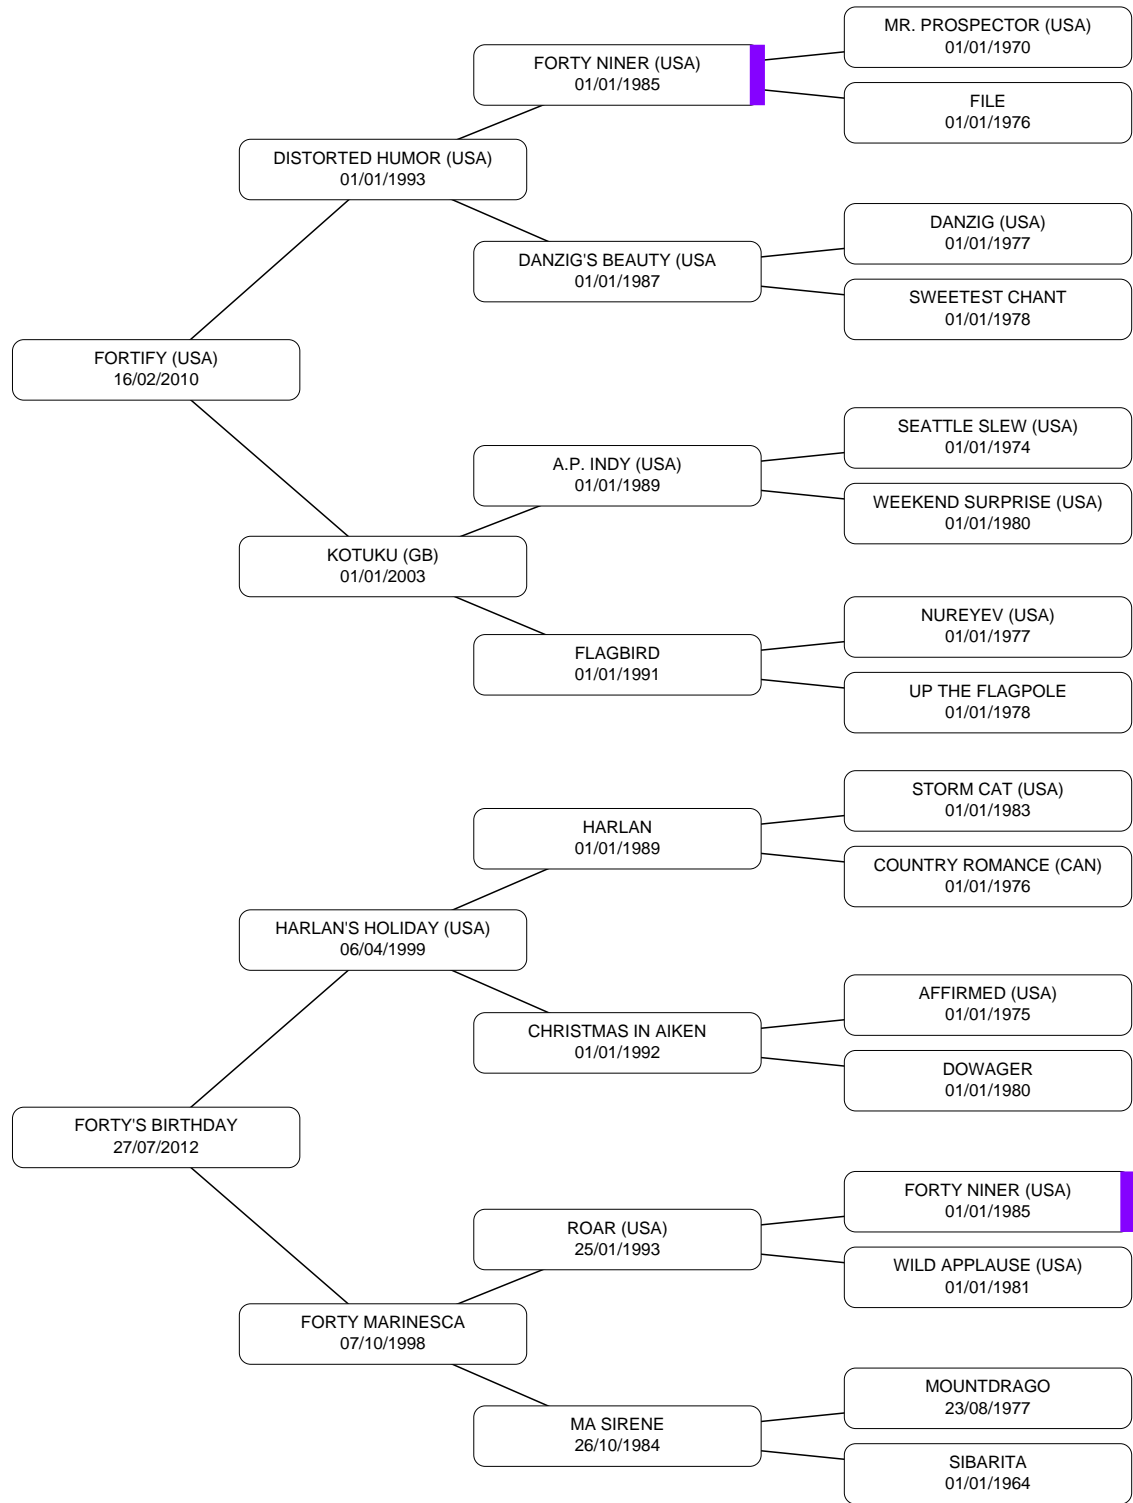 MR. PROSPECTOR (USA)
01/01/1970
FORTY NINER (USA)
01/01/1985
FILE
01/01/1976
DISTORTED HUMOR (USA)
01/01/1993
DANZIG (USA)
01/01/1977
DANZIG'S BEAUTY (USA
01/01/1987
SWEETEST CHANT
01/01/1978
FORTIFY (USA)
16/02/2010
SEATTLE SLEW (USA)
01/01/1974
A.P. INDY (USA)
01/01/1989
WEEKEND SURPRISE (USA)
01/01/1980
KOTUKU (GB)
01/01/2003
NUREYEV (USA)
01/01/1977
FLAGBIRD
01/01/1991
UP THE FLAGPOLE
01/01/1978
STORM CAT (USA)
01/01/1983
HARLAN
01/01/1989
COUNTRY ROMANCE (CAN)
01/01/1976
HARLAN'S HOLIDAY (USA)
06/04/1999
AFFIRMED (USA)
01/01/1975
CHRISTMAS IN AIKEN
01/01/1992
DOWAGER
01/01/1980
FORTY'S BIRTHDAY
27/07/2012
FORTY NINER (USA)
01/01/1985
ROAR (USA)
25/01/1993
WILD APPLAUSE (USA)
01/01/1981
FORTY MARINESCA
07/10/1998
MOUNTDRAGO
23/08/1977
MA SIRENE
26/10/1984
SIBARITA
01/01/1964